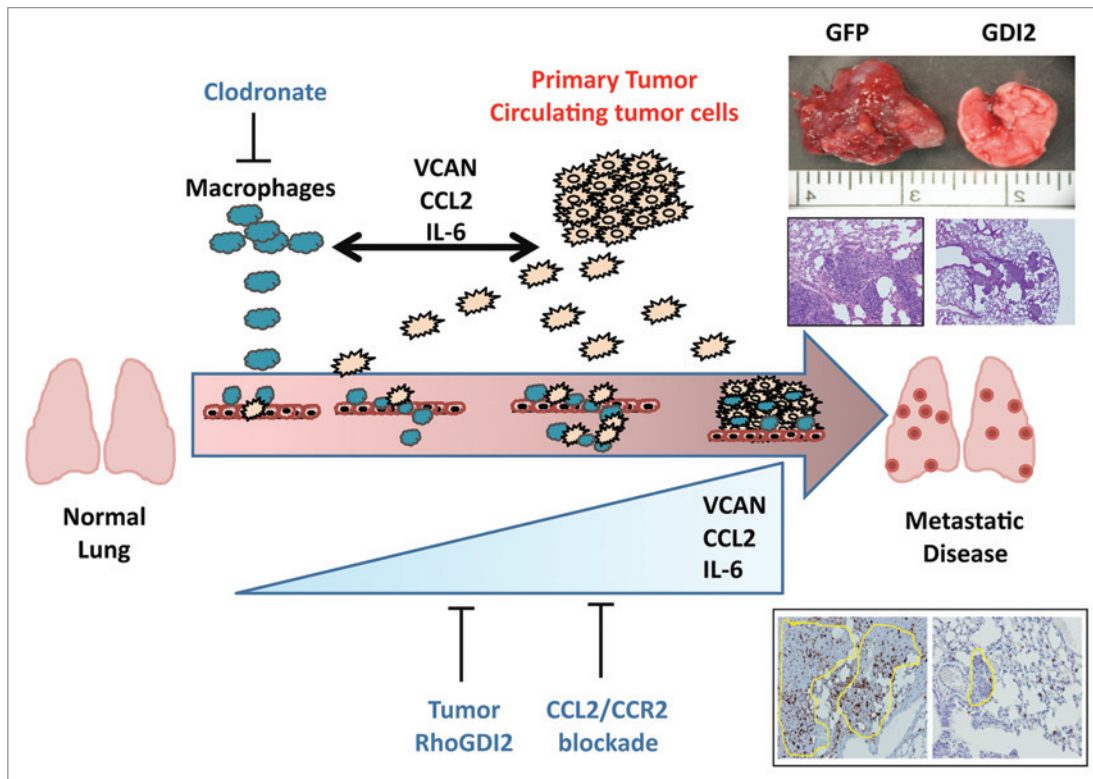 GFP
GDI2
Clodronate
Primary Tumor
Circulating tumor cells
Macrophages
VCAN
CCL2
IL-6
4
3
2
Normal
Lung
VCAN
CCL2
IL-6
Metastatic
Disease
Tumor
RhoGDI2
CCL2/CCR2
blockade